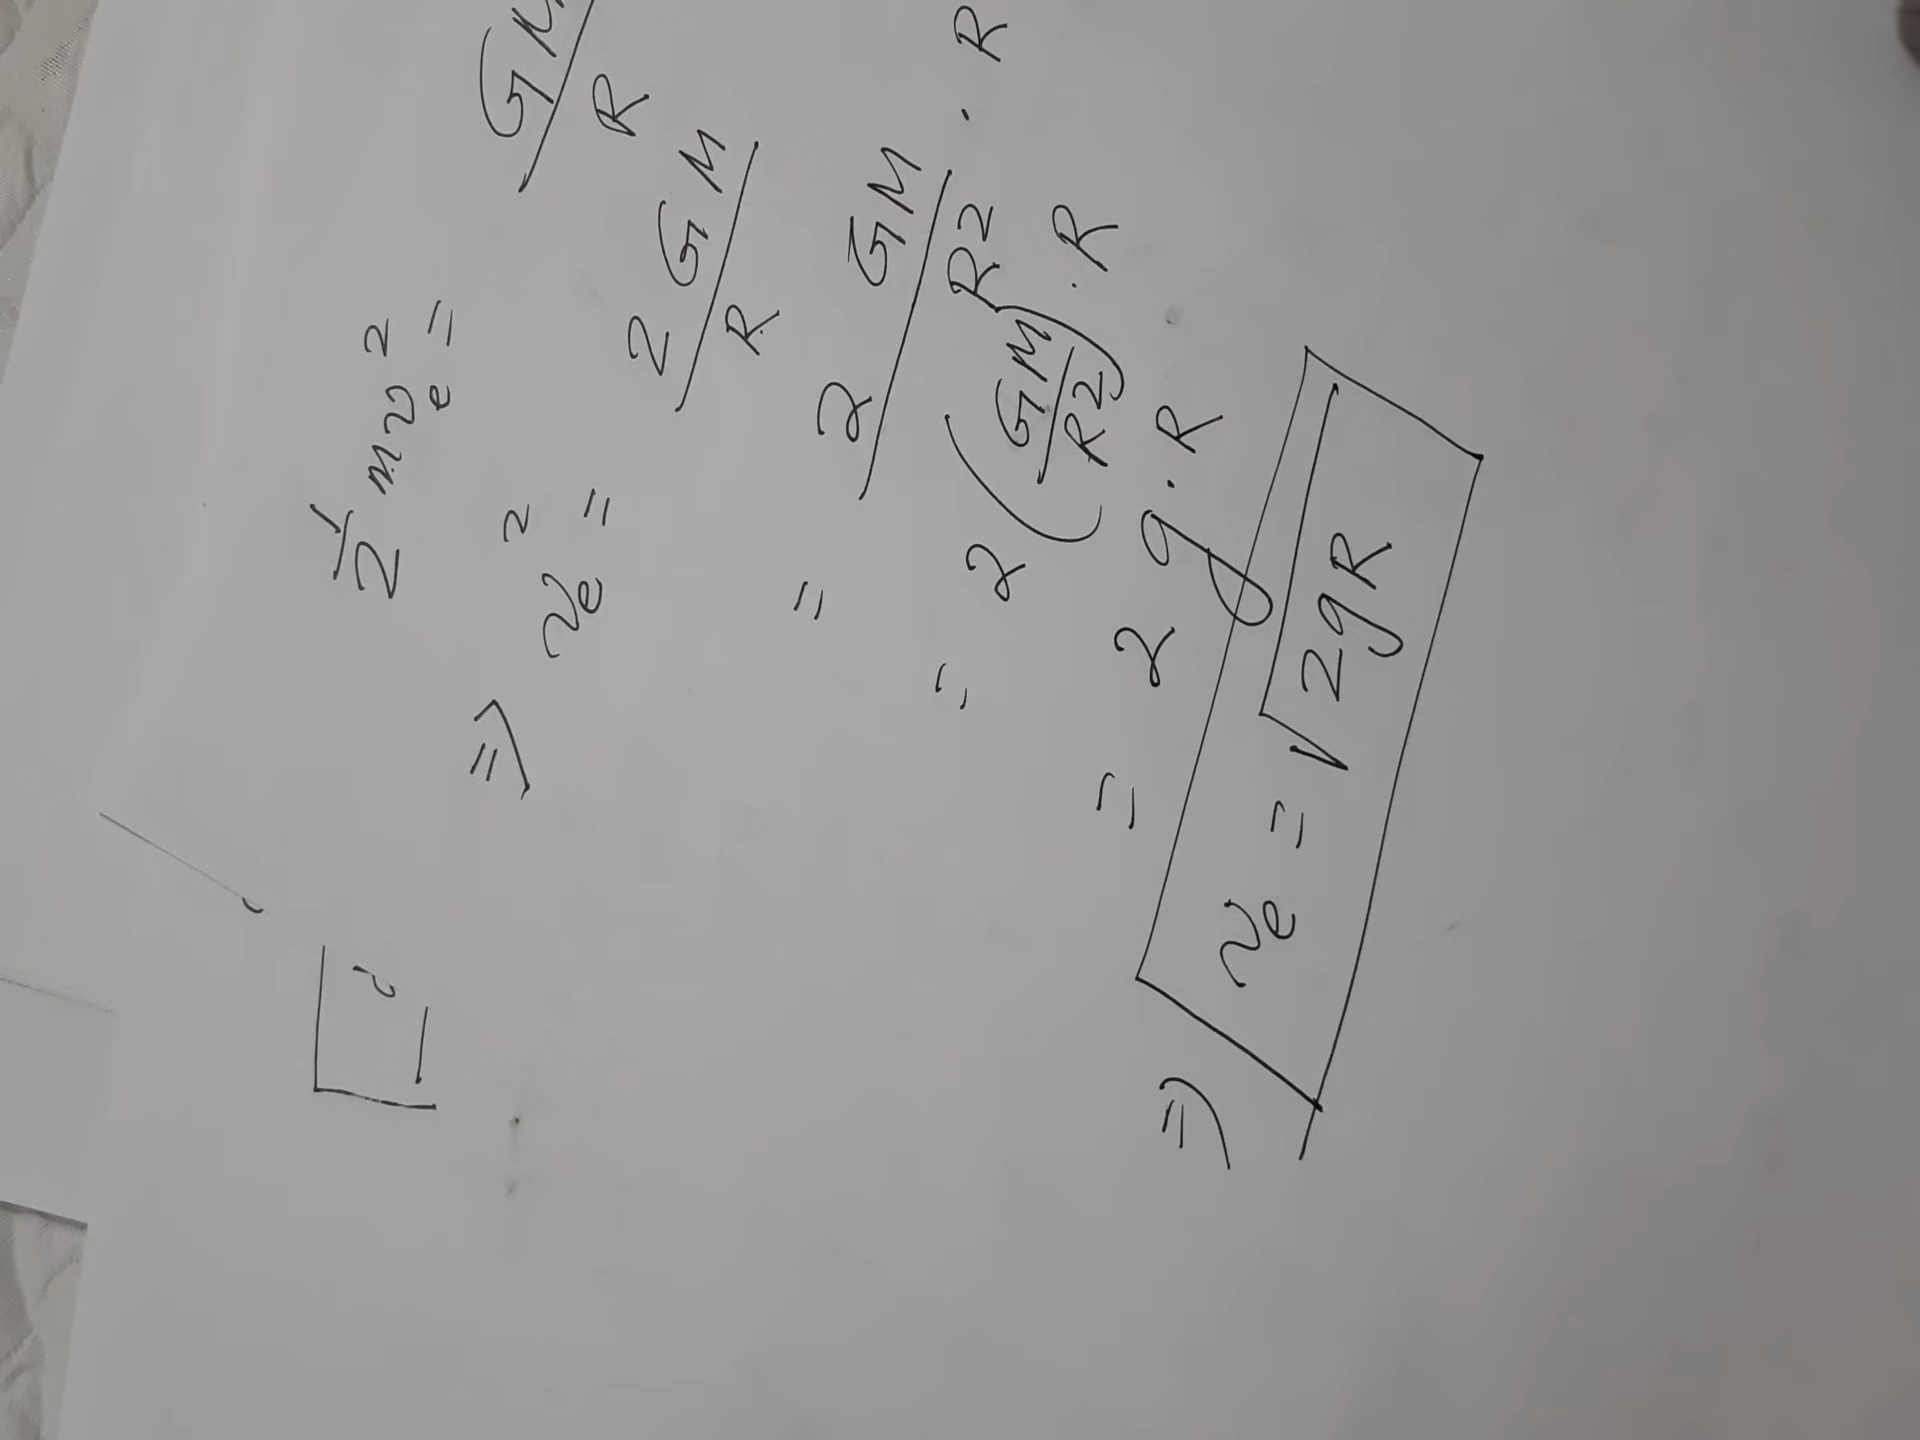 1/2 mv_e^2 = GM/R
⇒ v_e^2 = 2GM/R
= 2GM/R^2 · R
= 2(GM/R^2) · R
= 2g·R
⇒ v_e = √2gR